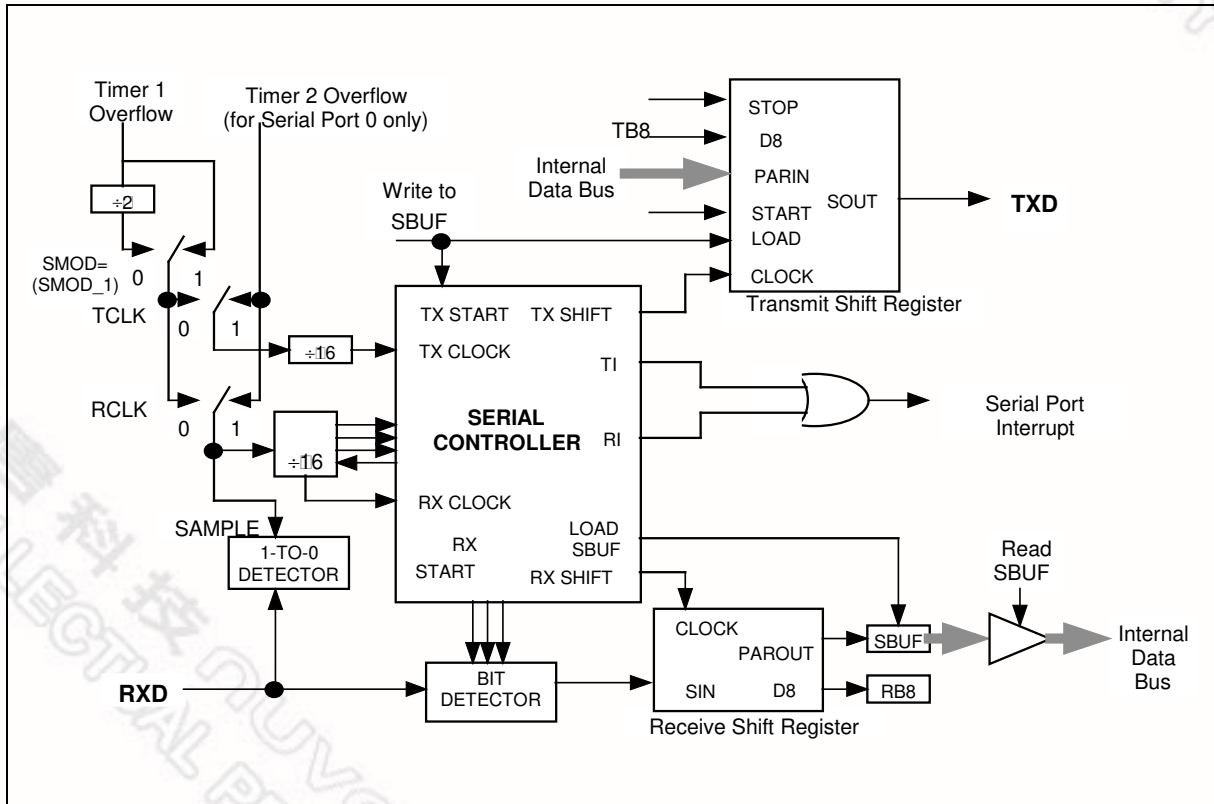 Timer 1
Overflow
Timer 2 Overflow
(for Serial Port 0 only)
÷2
SMOD=
(SMOD_1)
0
1
TCLK
0
1
÷16
RCLK
0
1
÷16
SAMPLE
1-TO-0
DETECTOR
RXD
Write to
SBUF
TX START
TX SHIFT
TX CLOCK
TI
SERIAL
CONTROLLER
RI
RX CLOCK
LOAD
SBUF
RX
START
RX SHIFT
BIT
DETECTOR
TB8
Internal
Data Bus
STOP
D8
PARIN
SOUT
START
LOAD
CLOCK
Transmit Shift Register
TXD
Serial Port
Interrupt
CLOCK
PAROUT
SIN
D8
Receive Shift Register
SBUF
RB8
Read
SBUF
Internal
Data
Bus
科技